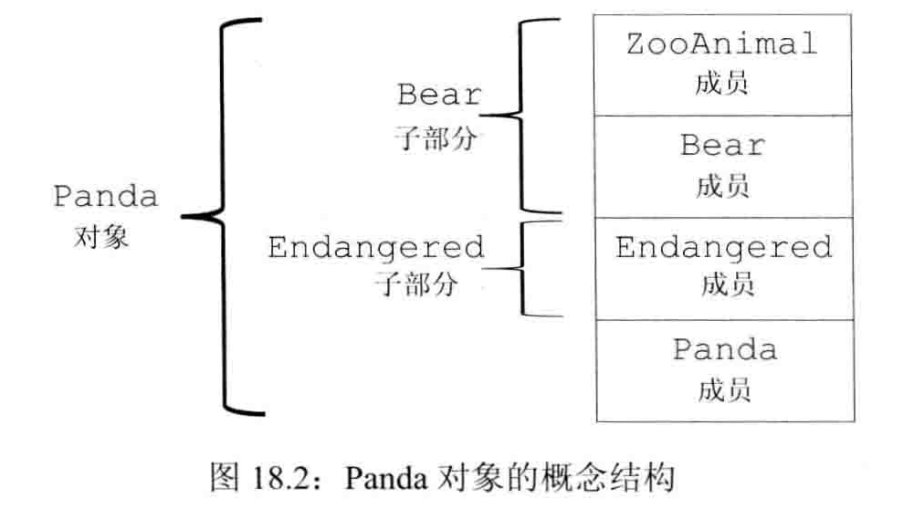 ZooAnimal
成员
Bear
子部分
Bear
成员
Panda
对象
Endangered
子部分
Endangered
成员
Panda
成员
图 18.2：Panda 对象的概念结构